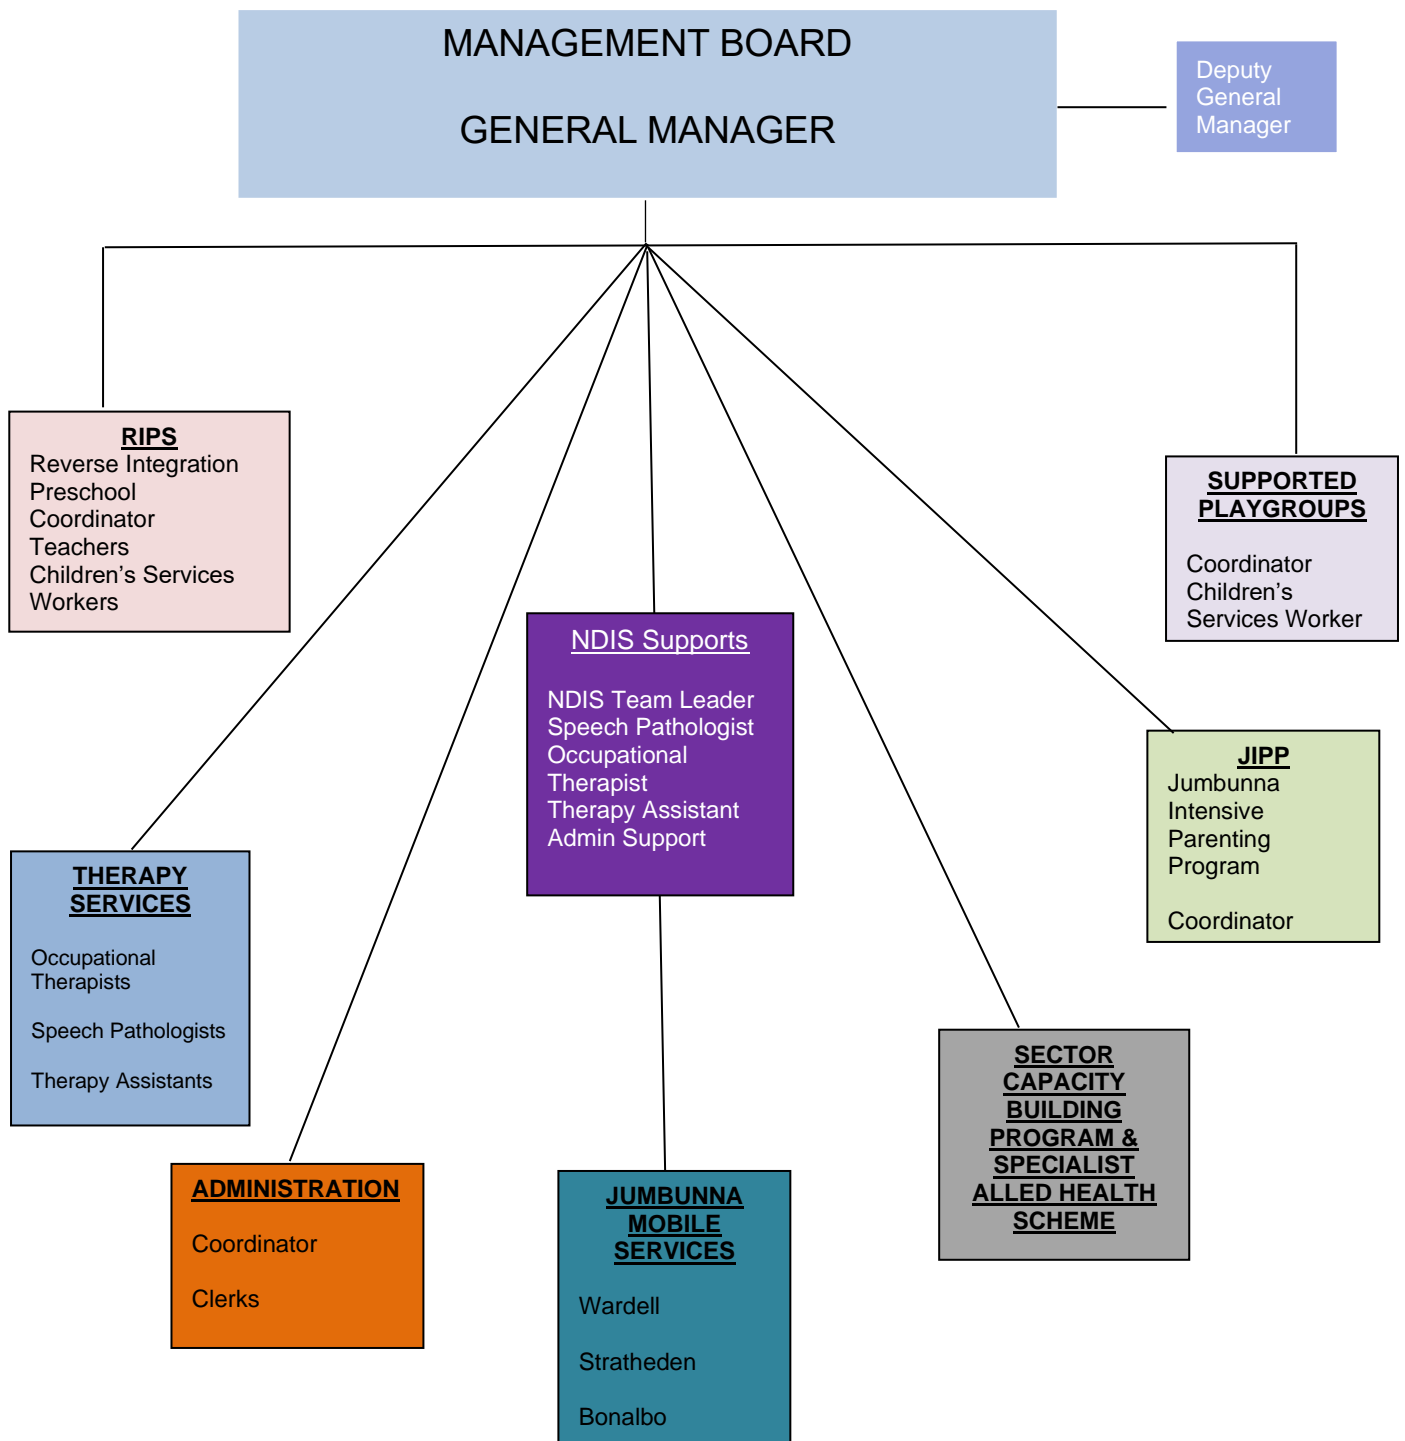 MANAGEMENT BOARD
GENERAL MANAGER
Deputy
General
Manager
RIPS
Reverse Integration
Preschool
Coordinator
Teachers
Children’s Services
Workers
SUPPORTED
PLAYGROUPS
Coordinator
Children’s
Services Worker
NDIS Supports
NDIS Team Leader
Speech Pathologist
Occupational
Therapist
Therapy Assistant
Admin Support
JIPP
Jumbunna
Intensive
Parenting
Program
Coordinator
THERAPY
SERVICES
Occupational
Therapists
Speech Pathologists
Therapy Assistants
SECTOR
CAPACITY
BUILDING
PROGRAM &
SPECIALIST
ALLED HEALTH
SCHEME
ADMINISTRATION
Coordinator
Clerks
JUMBUNNA
MOBILE
SERVICES
Wardell
Stratheden
Bonalbo